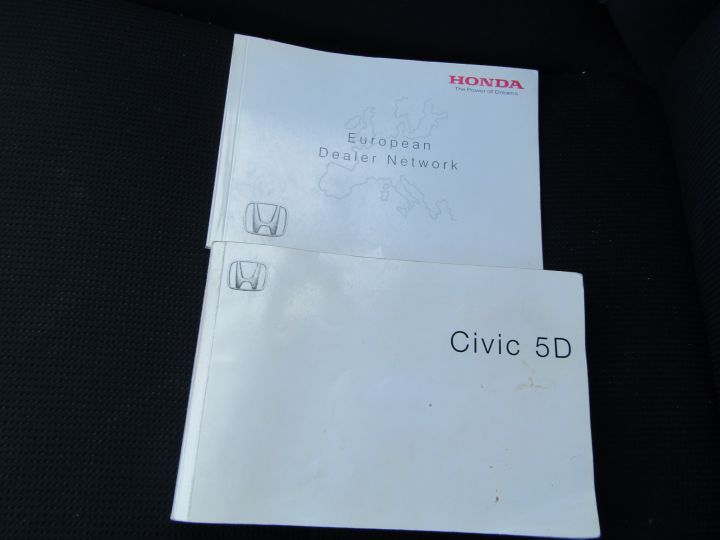 HONDA
The Power of Dreams
European
Dealer Network
Civic 5D